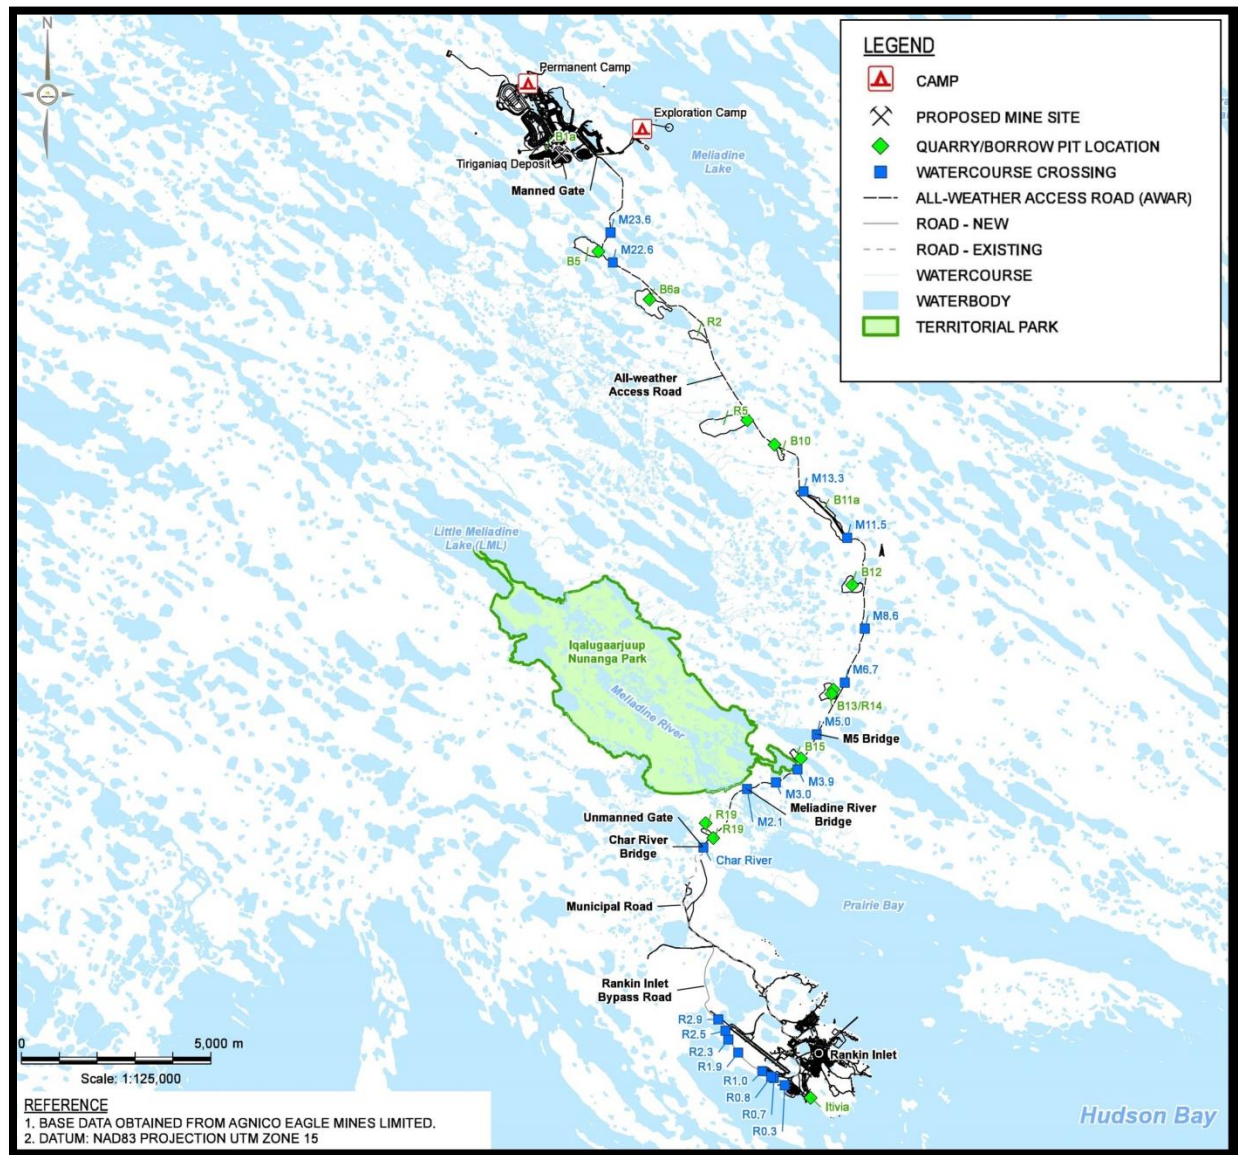 N
LEGEND
CAMP
PROPOSED MINE SITE
QUARRY/BORROW PIT LOCATION
WATERCOURSE CROSSING
ALL-WEATHER ACCESS ROAD (AWAR)
ROAD - NEW
ROAD - EXISTING
WATERCOURSE
WATERBODY
TERRITORIAL PARK
Permanent Camp
Exploration Camp
B1a
Tiriganiaq Deposit
Meliadine
Lake
Manned Gate
M23.6
M22.6
B5
B6a
R2
All-weather
Access Road
R5
B10
M13.3
B11a
M11.5
Little Meliadine
Lake (LML)
B12
M8.6
Iqalugaarjuup
Nunanga Park
M6.7
Meliadine River
B13/R14
M5.0
M5 Bridge
B15
M3.9
M3.0
Meliadine River
Bridge
M2.1
R19
Unmanned Gate
R19
Char River
Bridge
Char River
Municipal Road
Prairie Bay
Rankin Inlet
Bypass Road
R2.9
R2.5
R2.3
R1.9
Rankin Inlet
R1.0
R0.8
R0.7
R0.3
Itivia
Hudson Bay
0 5,000 m
Scale: 1:125,000
REFERENCE
1. BASE DATA OBTAINED FROM AGNICO EAGLE MINES LIMITED.
2. DATUM: NAD83 PROJECTION UTM ZONE 15